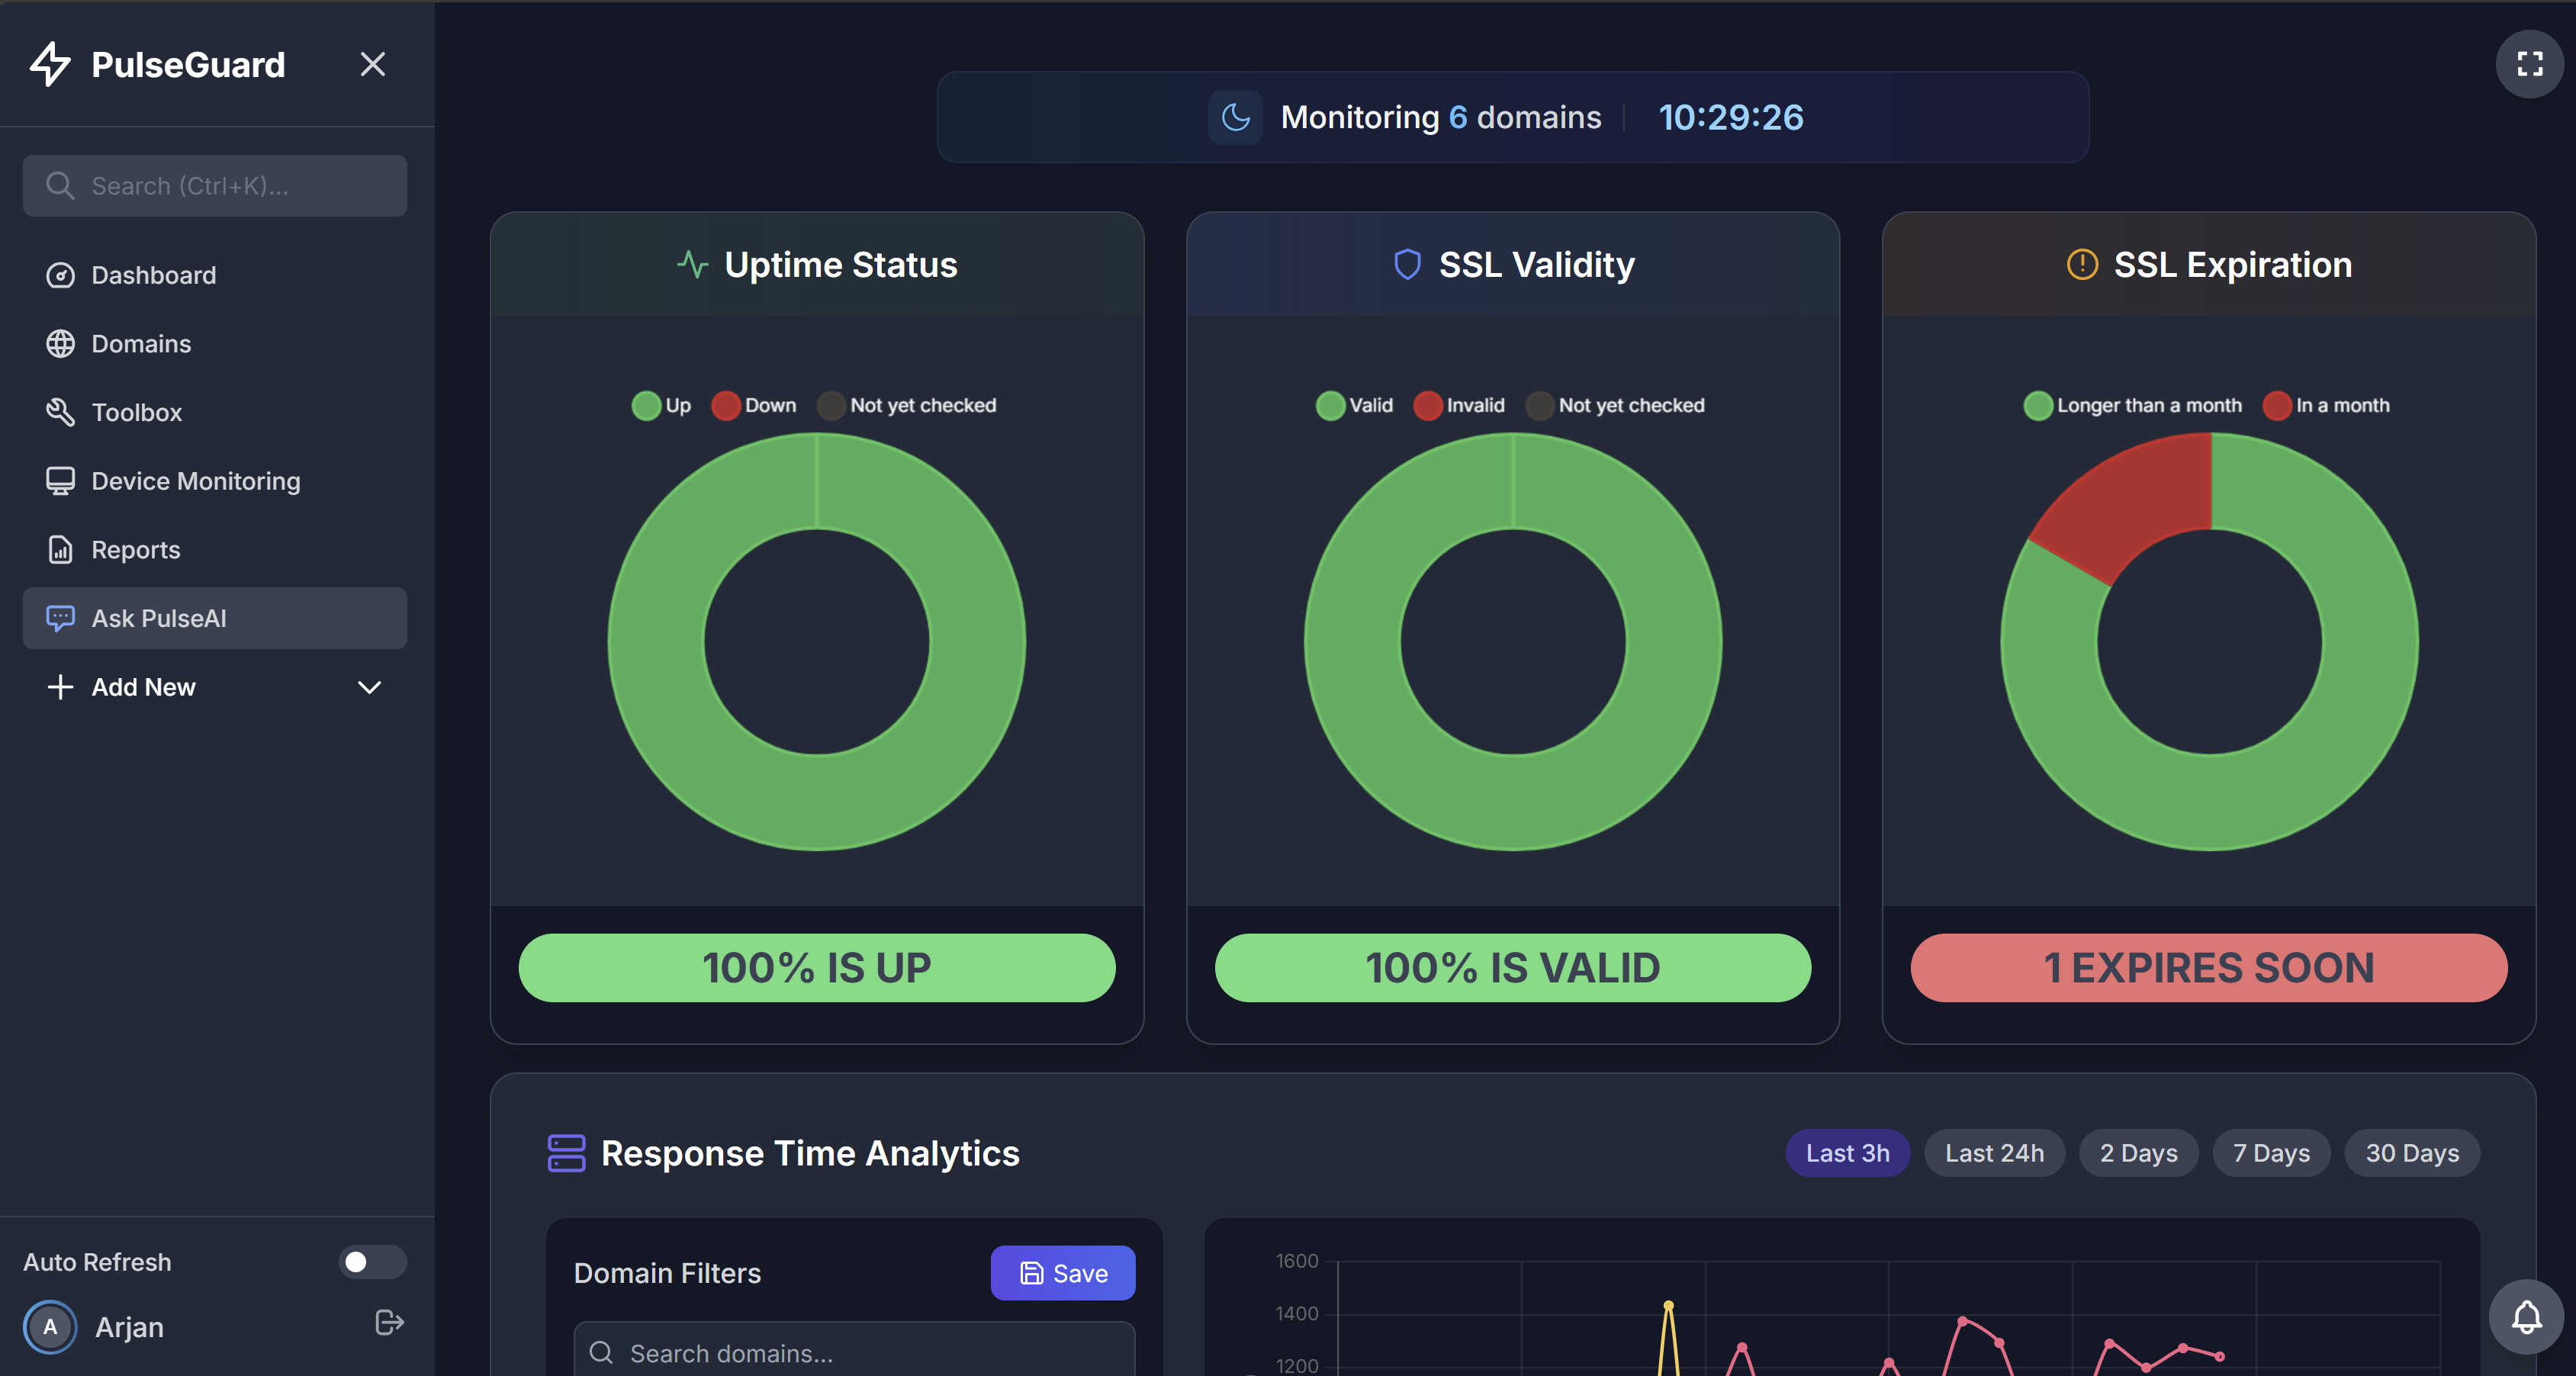 PulseGuard
Search (Ctrl+K)...
Dashboard
Domains
Toolbox
Device Monitoring
Reports
Ask PulseAI
Add New
Auto Refresh
A Arjan
Monitoring 6 domains 10:29:26
Uptime Status
Up Down Not yet checked
100% IS UP
SSL Validity
Valid Invalid Not yet checked
100% IS VALID
SSL Expiration
Longer than a month In a month
1 EXPIRES SOON
Response Time Analytics
Last 3h Last 24h 2 Days 7 Days 30 Days
Domain Filters
Save
Search domains...
1600
1400
1200